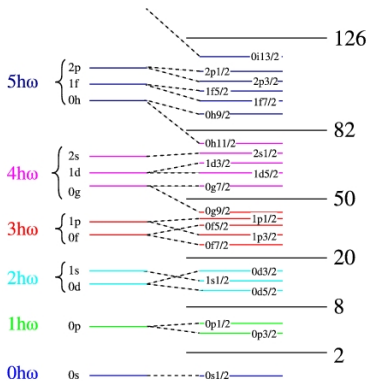 126
0i13/2
5hω
2p
2p1/2
1f
2p3/2
1f5/2
0h
1f7/2
0h9/2
82
0h11/2
2s
2s1/2
4hω
1d
1d3/2
1d5/2
0g
0g7/2
50
0g9/2
3hω
1p
1p1/2
0f5/2
0f
1p3/2
0f7/2
20
2hω
1s
0d3/2
1s1/2
0d
0d5/2
8
1hω
0p
0p1/2
0p3/2
2
0hω
0s
0s1/2